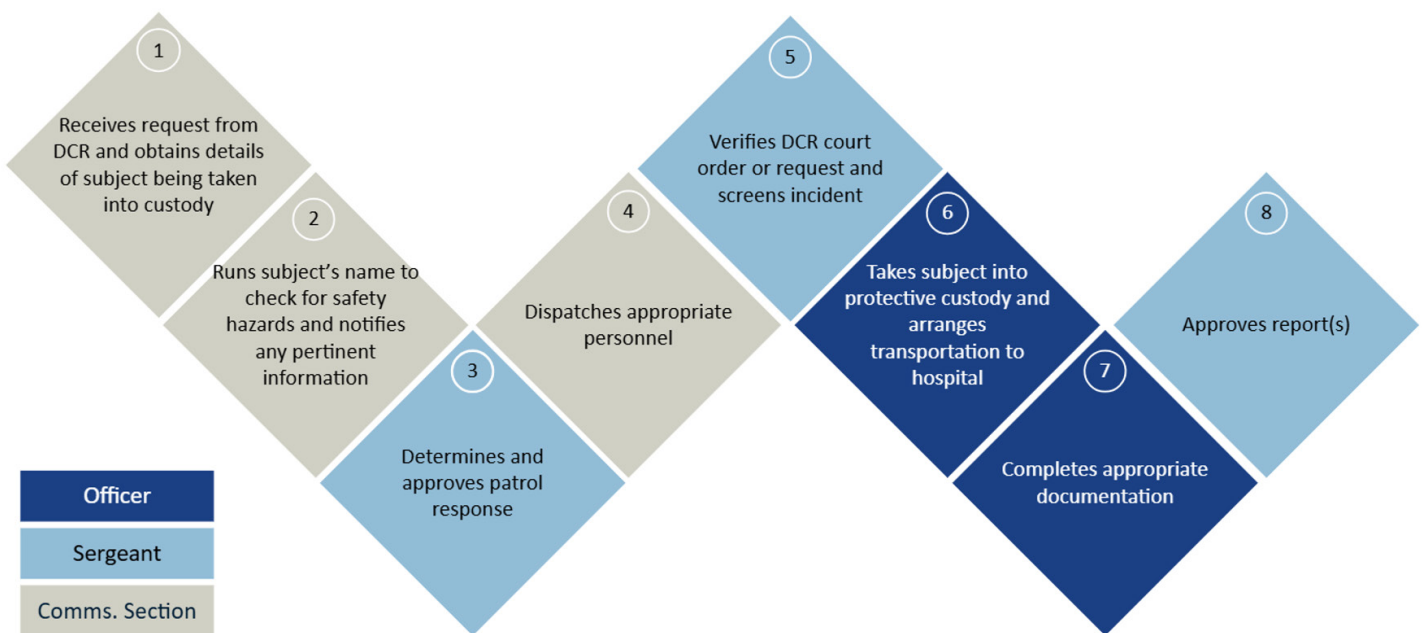 1
Receives request from
DCR and obtains details
of subject being taken
into custody
2
Runs subject’s name to
check for safety
hazards and notifies
any pertinent
information
3
Determines and
approves patrol
response
4
Dispatches appropriate
personnel
5
Verifies DCR court
order or request and
screens incident
6
Takes subject into
protective custody and
arranges
transportation to
hospital
7
Completes appropriate
documentation
8
Approves report(s)
Officer
Sergeant
Comms. Section